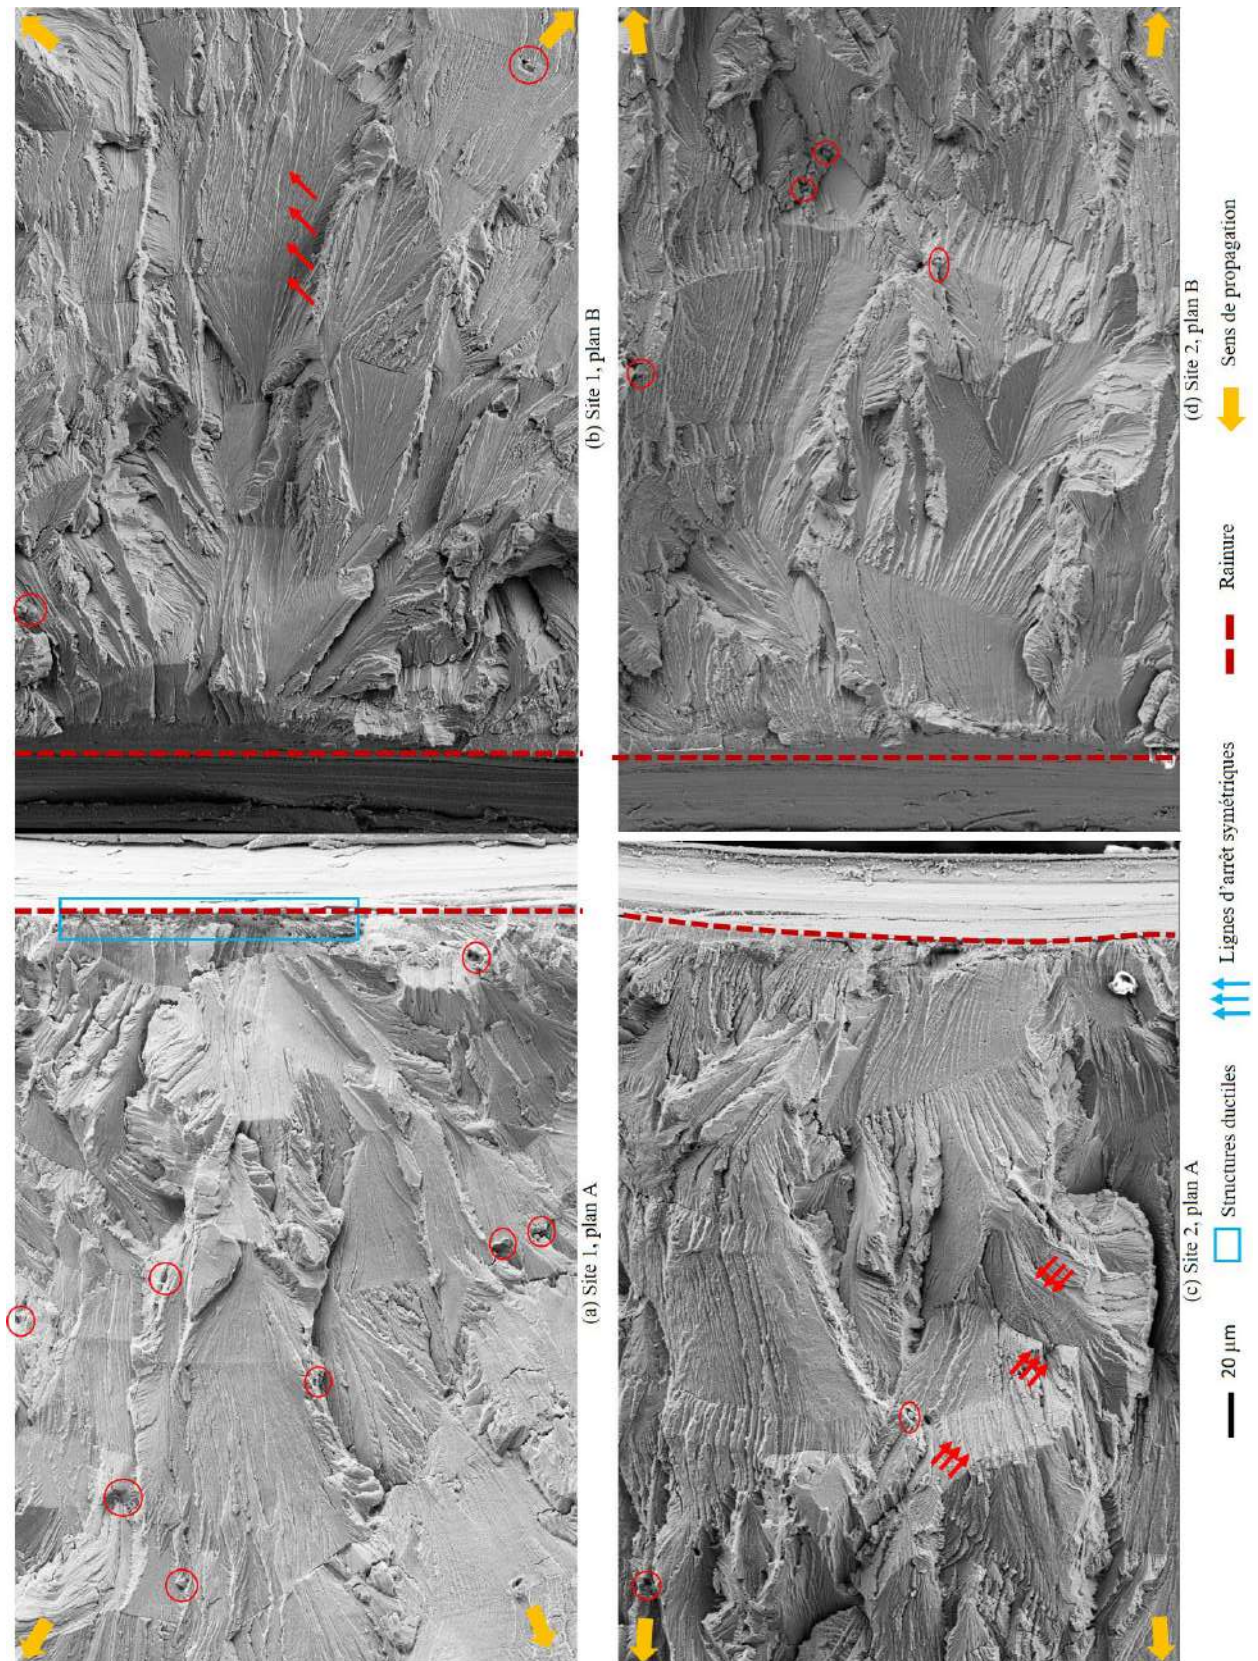 (a) Site 1, plan A
(b) Site 1, plan B
(c) Site 2, plan A
(d) Site 2, plan B
20 µm
Structures ductiles
Lignes d'arrêt symétriques
Rainure
Sens de propagation